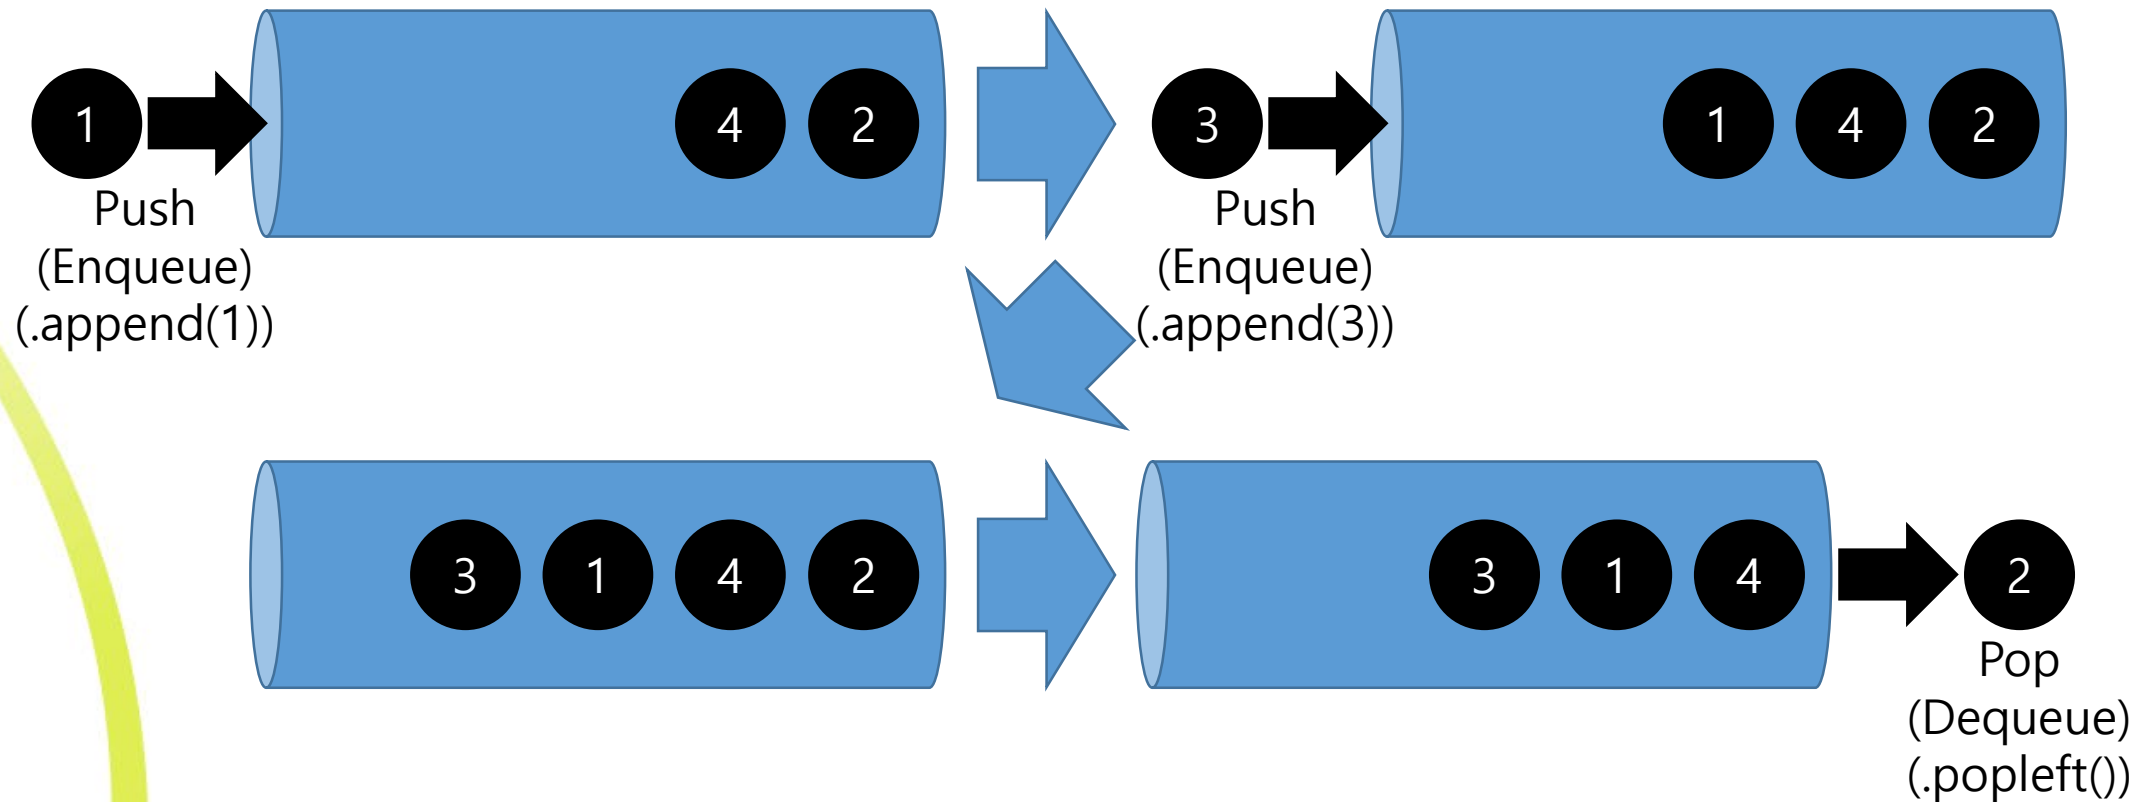 1
4 2
Push
(Enqueue)
(.append(1))
3
1 4 2
Push
(Enqueue)
(.append(3))
3 1 4 2
3 1 4
2
Pop
(Dequeue)
(.popleft())